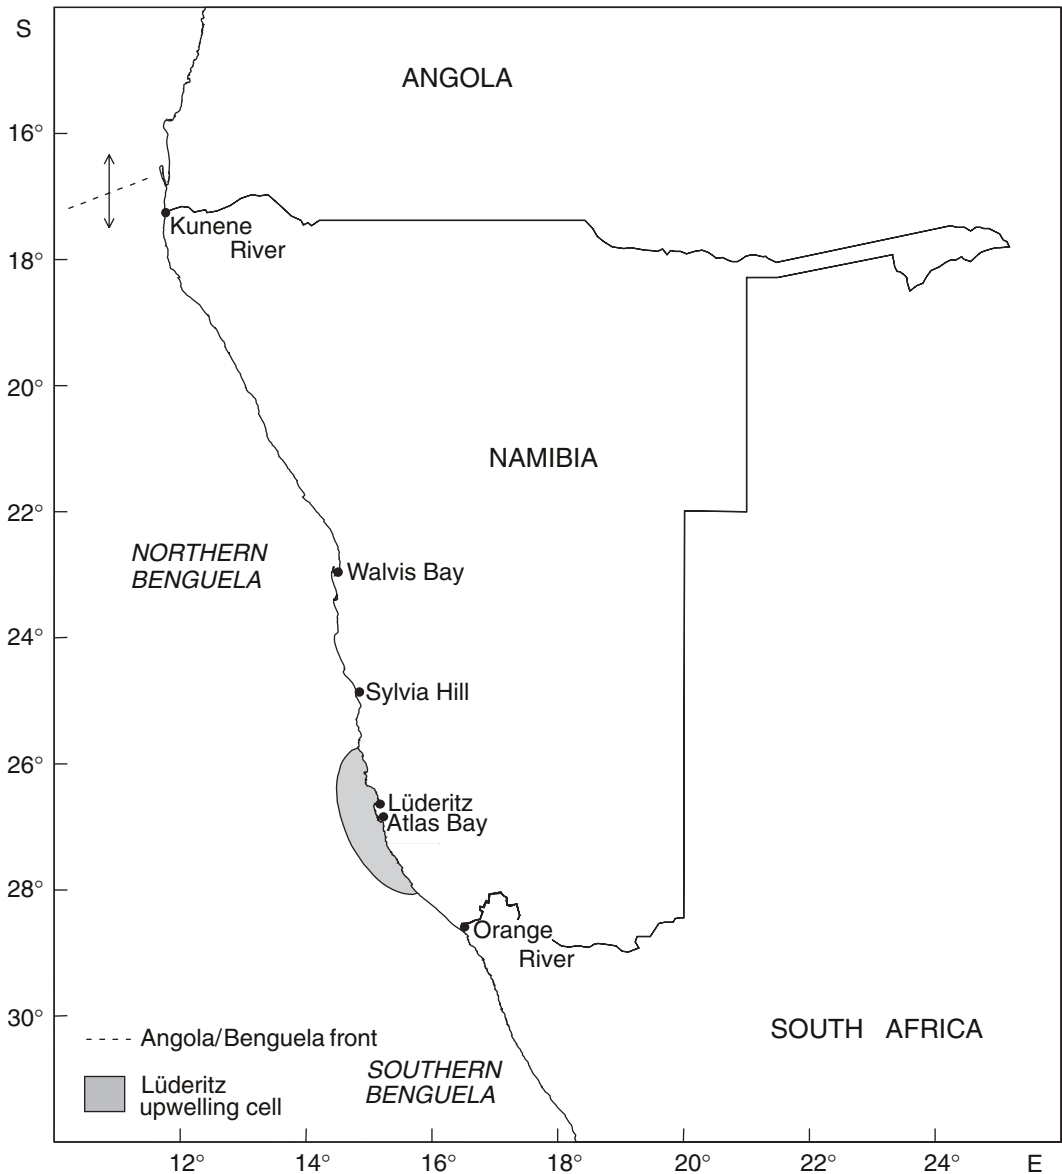 S
ANGOLA
16°
Kunene
River
18°
20°
NAMIBIA
22°
NORTHERN
BENGUELA
Walvis Bay
24°
Sylvia Hill
26°
Lüderitz
Atlas Bay
28°
Orange
River
30°
SOUTH AFRICA
Angola/Benguela front
SOUTHERN
BENGUELA
Lüderitz
upwelling cell
12° 14° 16° 18° 20° 22° 24° E